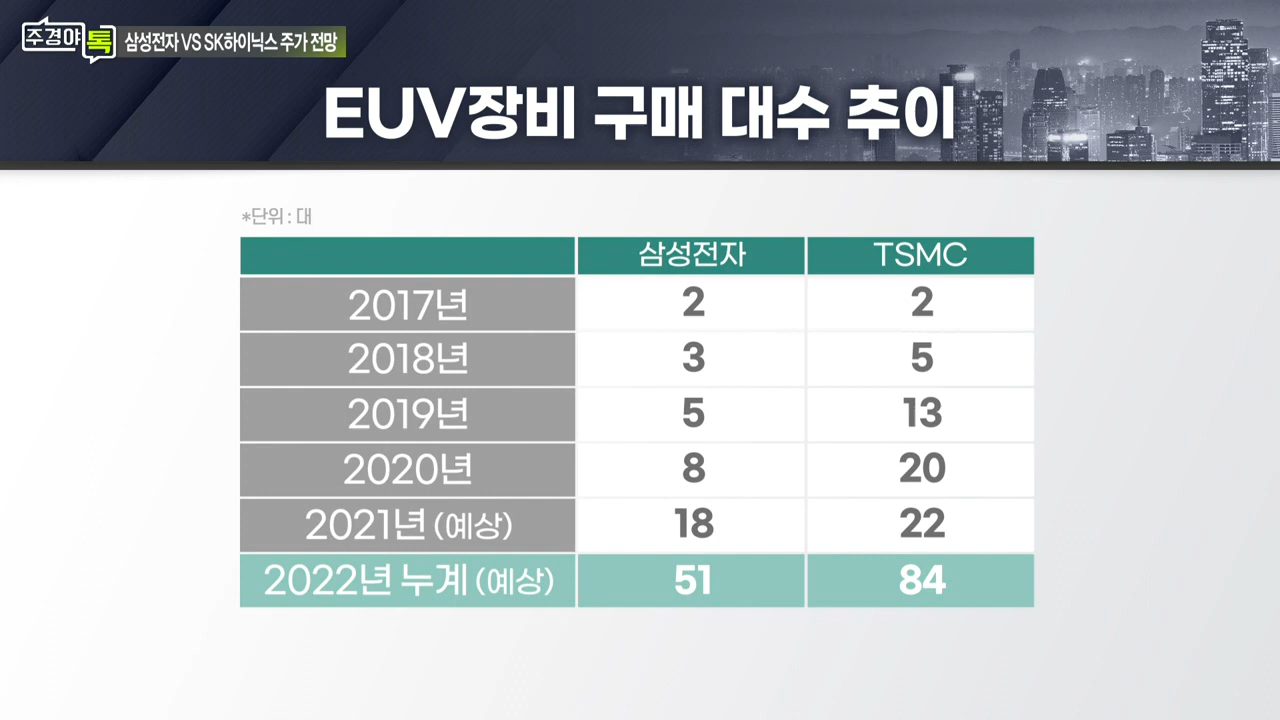 주경야톡 삼성전자 VS SK하이닉스 주가 전망
EUV장비 구매 대수 추이
*단위 : 대
삼성전자 TSMC
2017년 2 2
2018년 3 5
2019년 5 13
2020년 8 20
2021년 (예상) 18 22
2022년 누계 (예상) 51 84